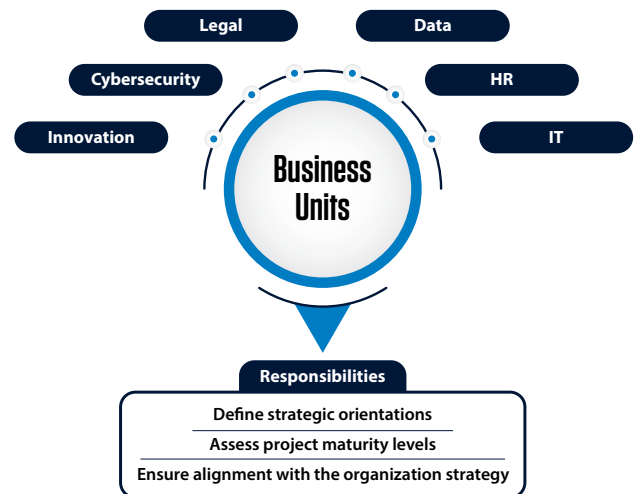 Legal
Data
Cybersecurity
HR
Innovation
IT
Business
Units
Responsibilities
Define strategic orientations
Assess project maturity levels
Ensure alignment with the organization strategy